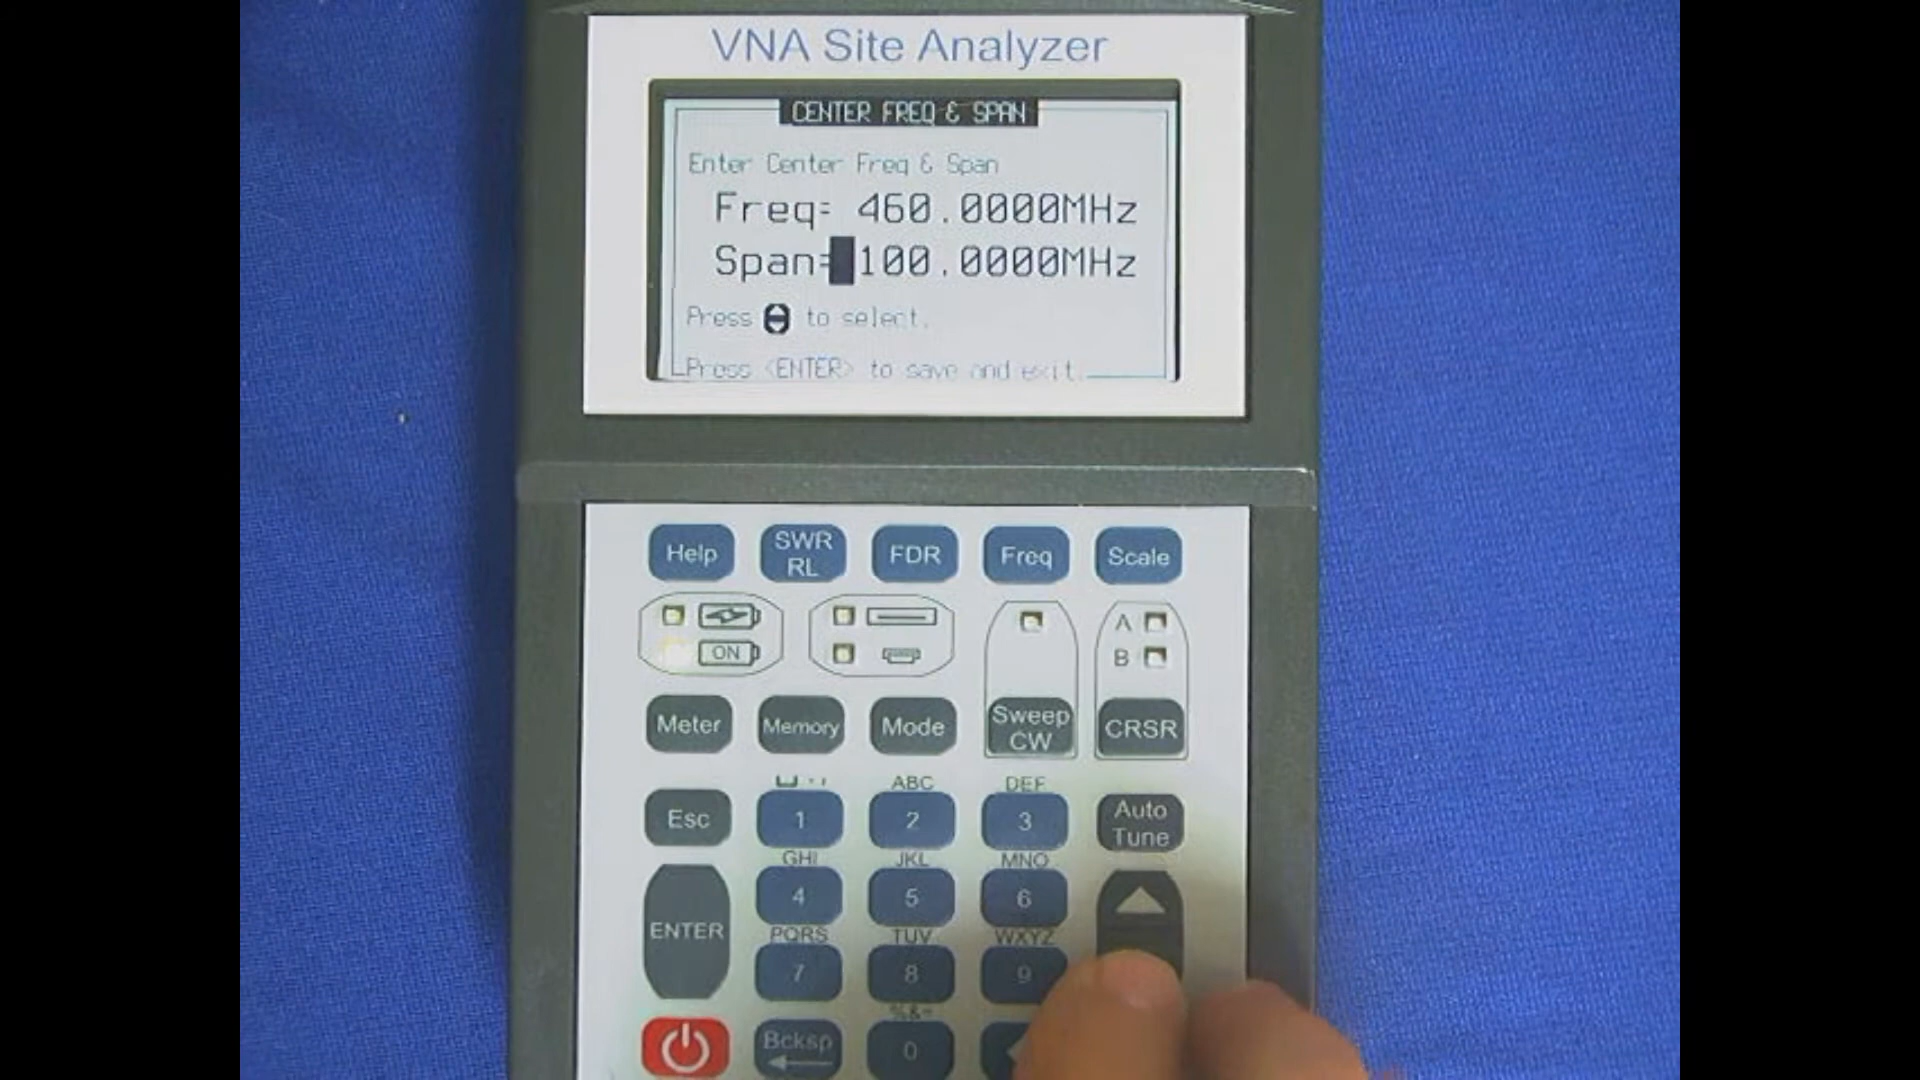 VNA Site Analyzer
CENTER FREQ & SPAN
Enter Center Freq & Span
Freq= 460.0000MHz
Span= 100.0000MHz
Press to select.
Press <ENTER> to save and exit.
Help
SWR
RL
FDR
Freq
Scale
ON
A
B
Meter
Memory
Mode
Sweep
CW
CRSR
ABC
DEF
Esc
1
2
3
Auto
Tune
GHI
JKL
MNO
4
5
6
ENTER
PQRS
TUV
WXYZ
7
8
9
Bcksp
0